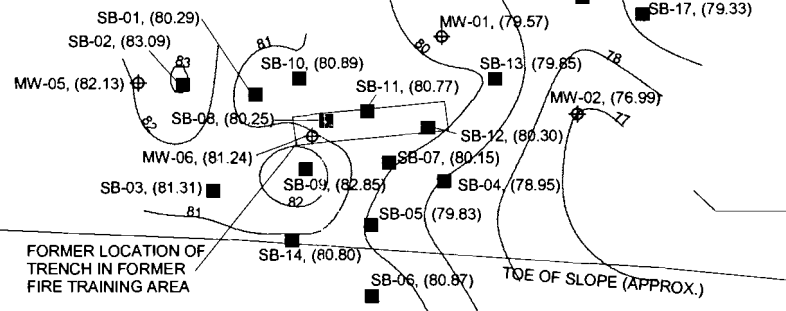 SB-01, (80.29)
MW-01, (79.57)
SB-17, (79.33)
SB-02, (83.09)
81
80
78
83
SB-10, (80.89)
SB-13, (79.85)
MW-05, (82.13)
SB-11, (80.77)
MW-02, (76.99)
82
SB-08, (80.25)
77
SB-12, (80.30)
MW-06, (81.24)
SB-07, (80.15)
SB-03, (81.31)
SB-09, (82.85)
SB-04, (78.95)
82
81
SB-05, (79.83)
FORMER LOCATION OF
TRENCH IN FORMER
FIRE TRAINING AREA
SB-14, (80.80)
SB-06, (80.87)
TOE OF SLOPE (APPROX.)